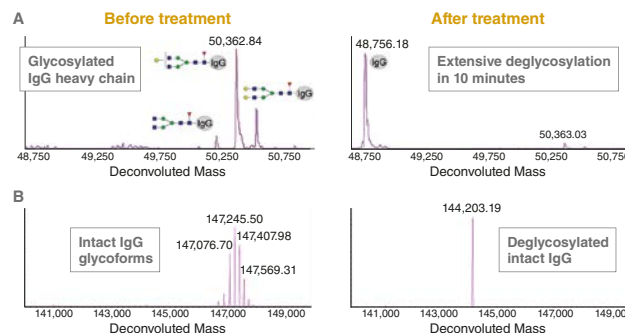 Before treatment
After treatment
A
50,362.84
Glycosylated
IgG heavy chain
IgG
IgG
IgG
48,750 49,250 49,750 50,250 50,750
Deconvoluted Mass
48,756.18
IgG
Extensive deglycosylation
in 10 minutes
50,363.03
48,750 49,250 49,750 50,250 50,750
Deconvoluted Mass
B
Intact IgG
glycoforms
147,245.50
147,076.70
147,407.98
147,569.31
141,000 143,000 145,000 147,000 149,000
Deconvoluted Mass
144,203.19
Deglycosylated
intact IgG
141,000 143,000 145,000 147,000 149,000
Deconvoluted Mass